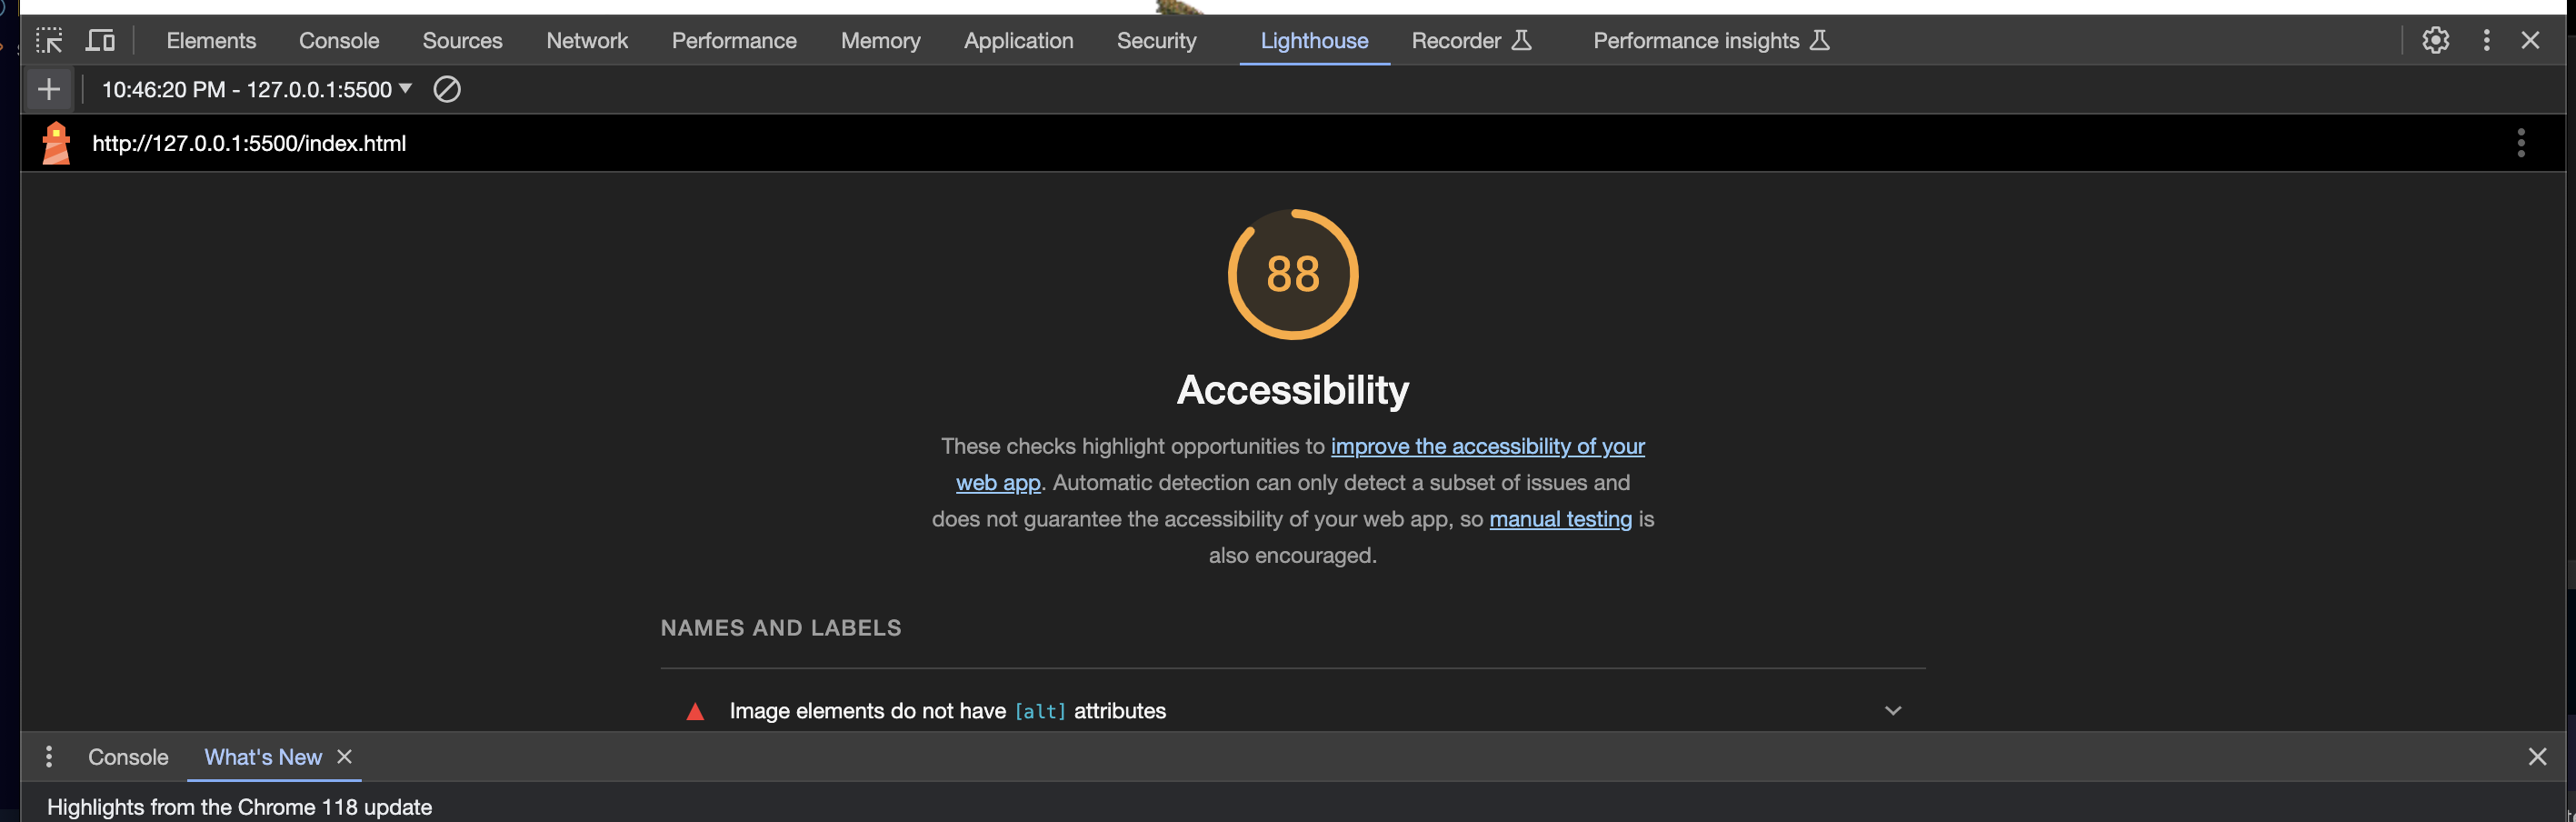 Elements Console Sources Network Performance Memory Application Security Lighthouse Recorder Performance insights
10:46:20 PM - 127.0.0.1:5500
http://127.0.0.1:5500/index.html
88
Accessibility
These checks highlight opportunities to improve the accessibility of your
web app. Automatic detection can only detect a subset of issues and
does not guarantee the accessibility of your web app, so manual testing is
also encouraged.
NAMES AND LABELS
Image elements do not have [alt] attributes
Console What's New
Highlights from the Chrome 118 update